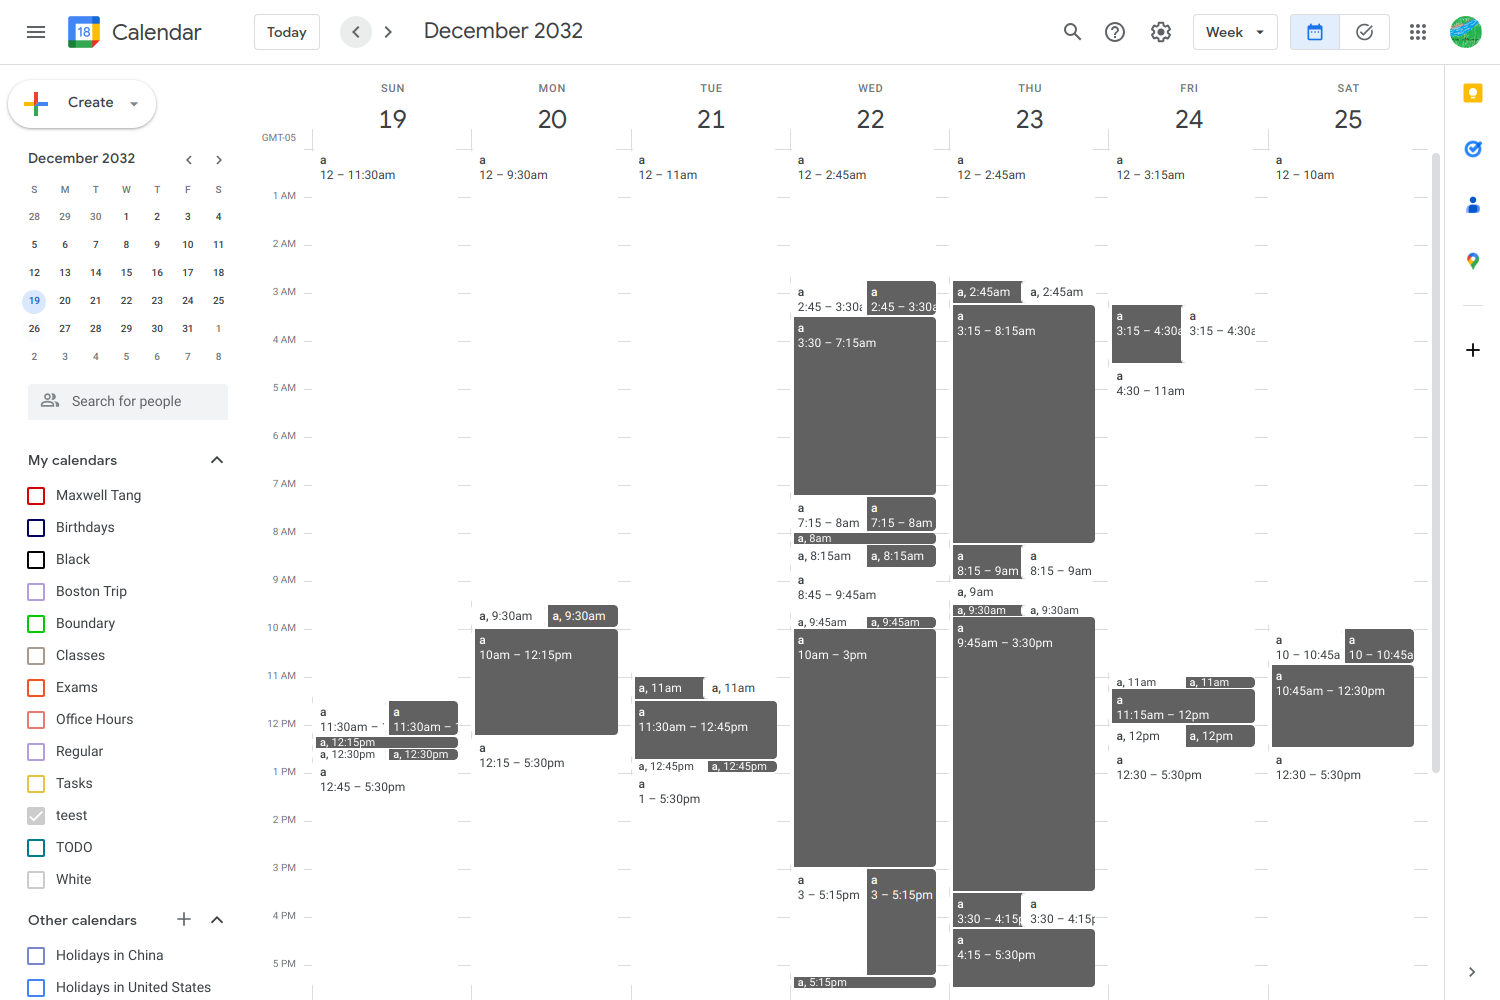 18 Calendar Today December 2032 Week
Create
December 2032
S M T W T F S
28 29 30 1 2 3 4
5 6 7 8 9 10 11
12 13 14 15 16 17 18
19 20 21 22 23 24 25
26 27 28 29 30 31 1
2 3 4 5 6 7 8
Search for people
My calendars
Maxwell Tang
Birthdays
Black
Boston Trip
Boundary
Classes
Exams
Office Hours
Regular
Tasks
teest
TODO
White
Other calendars
Holidays in China
Holidays in United States
GMT-05
1 AM
2 AM
3 AM
4 AM
5 AM
6 AM
7 AM
8 AM
9 AM
10 AM
11 AM
12 PM
1 PM
2 PM
3 PM
4 PM
5 PM
SUN
19
a
12 – 11:30am
a
11:30am –
a
11:30am –
a, 12:15pm
a, 12:30pm
a, 12:30pm
a
12:45 – 5:30pm
MON
20
a
12 – 9:30am
a, 9:30am
a, 9:30am
a
10am – 12:15pm
a
12:15 – 5:30pm
TUE
21
a
12 – 11am
a, 11am
a, 11am
a
11:30am – 12:45pm
a, 12:45pm
a, 12:45pm
a
1 – 5:30pm
WED
22
a
12 – 2:45am
a
2:45 – 3:30a
a
2:45 – 3:30a
a
3:30 – 7:15am
a
7:15 – 8am
a
7:15 – 8am
a, 8am
a, 8:15am
a, 8:15am
a
8:45 – 9:45am
a, 9:45am
a, 9:45am
a
10am – 3pm
a
3 – 5:15pm
a
3 – 5:15pm
a, 5:15pm
THU
23
a
12 – 2:45am
a, 2:45am
a, 2:45am
a
3:15 – 8:15am
a
8:15 – 9am
a
8:15 – 9am
a, 9am
a, 9:30am
a, 9:30am
a
9:45am – 3:30pm
a
3:30 – 4:15p
a
3:30 – 4:15p
a
4:15 – 5:30pm
FRI
24
a
12 – 3:15am
a
3:15 – 4:30a
a
3:15 – 4:30a
a
4:30 – 11am
a, 11am
a, 11am
a
11:15am – 12pm
a, 12pm
a, 12pm
a
12:30 – 5:30pm
SAT
25
a
12 – 10am
a
10 – 10:45a
a
10 – 10:45a
a
10:45am – 12:30pm
a
12:30 – 5:30pm